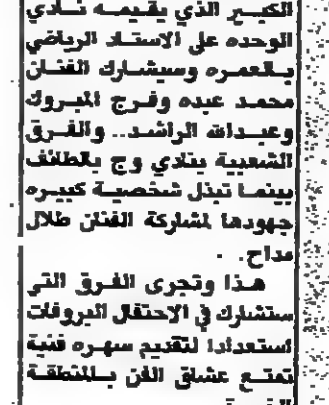 الكبير الذي يقيمه نادي
الوحده على الاستاد الرياضي
بالعمره وسيشارك الفنان
محمد عبده وفرج المبروك
وعبدالله الراشد.. والفرق
الشعبية بنادي وج بالطائف
بينما تبذل شخصية كبيره
جهودها لمشاركة الفنان طلال
مداح.
هذا وتجرى الفرق التي
ستشارك في الاحتفال البروفات
استعدادا لتقديم سهره فنية
تمتع عشاق الفن بالمنطقة